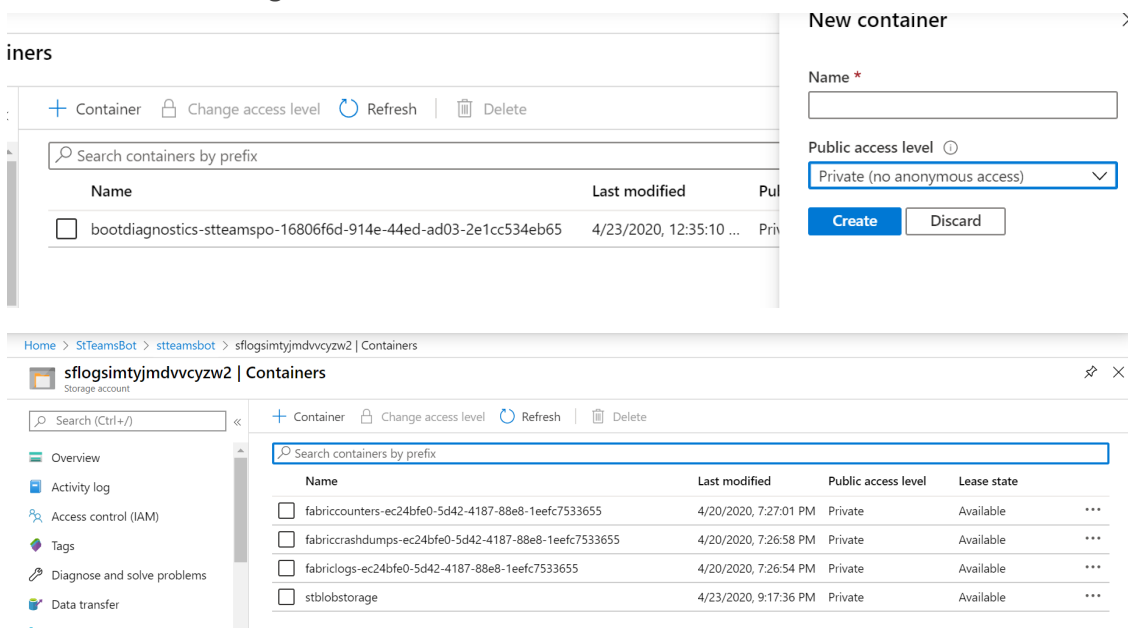 New container
iners
Name *
+ Container Change access level Refresh Delete
Search containers by prefix
Public access level
Private (no anonymous access)
Name Last modified Pul
Create Discard
bootdiagnostics-stteamspo-16806f6d-914e-44ed-ad03-2e1cc534eb65 4/23/2020, 12:35:10 ... Priv
Home > StTeamsBot > stteamsbot > sflogsimtyjmdvvcyzw2 | Containers
sflogsimtyjmdvvcyzw2 | Containers
Storage account
Search (Ctrl+/) «
+ Container Change access level Refresh Delete
Search containers by prefix
Overview
Activity log
Access control (IAM)
Tags
Diagnose and solve problems
Data transfer
Name Last modified Public access level Lease state
fabriccounters-ec24bfe0-5d42-4187-88e8-1eefc7533655 4/20/2020, 7:27:01 PM Private Available ...
fabriccrashdumps-ec24bfe0-5d42-4187-88e8-1eefc7533655 4/20/2020, 7:26:58 PM Private Available ...
fabriclogs-ec24bfe0-5d42-4187-88e8-1eefc7533655 4/20/2020, 7:26:54 PM Private Available ...
stblobstorage 4/23/2020, 9:17:36 PM Private Available ...